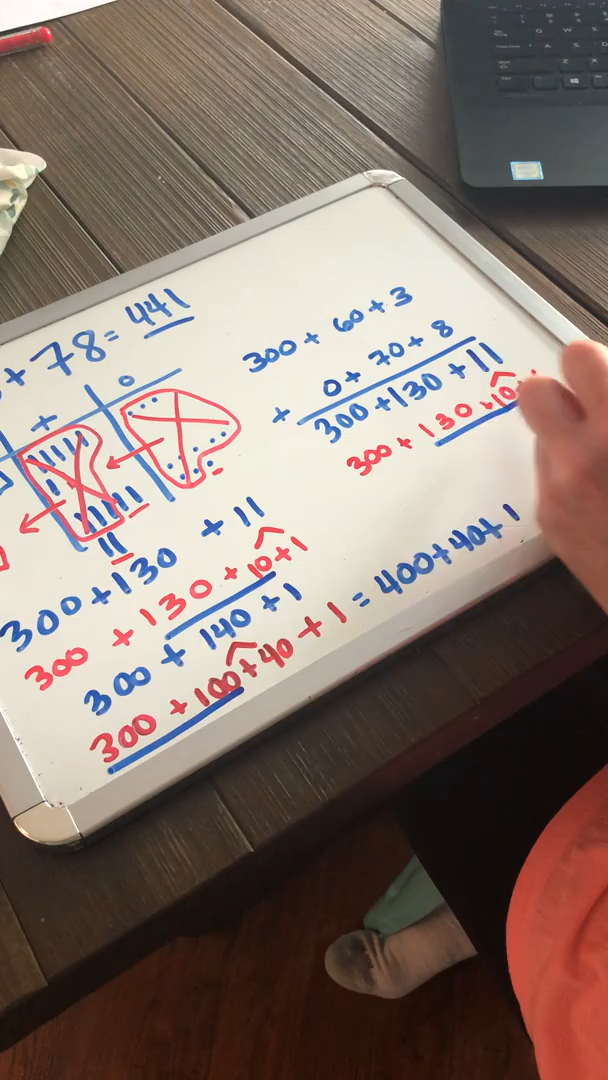 + 78 = 441
+ 0
300 + 130 + 11
300 + 130 + 10 + 1
300 + 140 + 1
300 + 100 + 40 + 1 = 400 + 40 + 1
300 + 60 + 3
+ 0 + 70 + 8
300 + 130 + 11
300 + 130 + 10